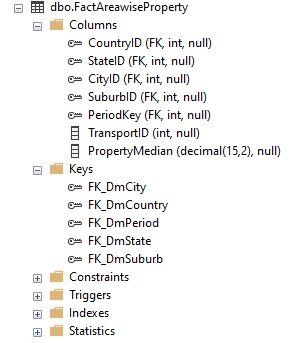 dbo.FactAreawiseProperty
Columns
CountryID (FK, int, null)
StateID (FK, int, null)
CityID (FK, int, null)
SuburbID (FK, int, null)
PeriodKey (FK, int, null)
TransportID (int, null)
PropertyMedian (decimal(15,2), null)
Keys
FK_DmCity
FK_DmCountry
FK_DmPeriod
FK_DmState
FK_DmSuburb
Constraints
Triggers
Indexes
Statistics